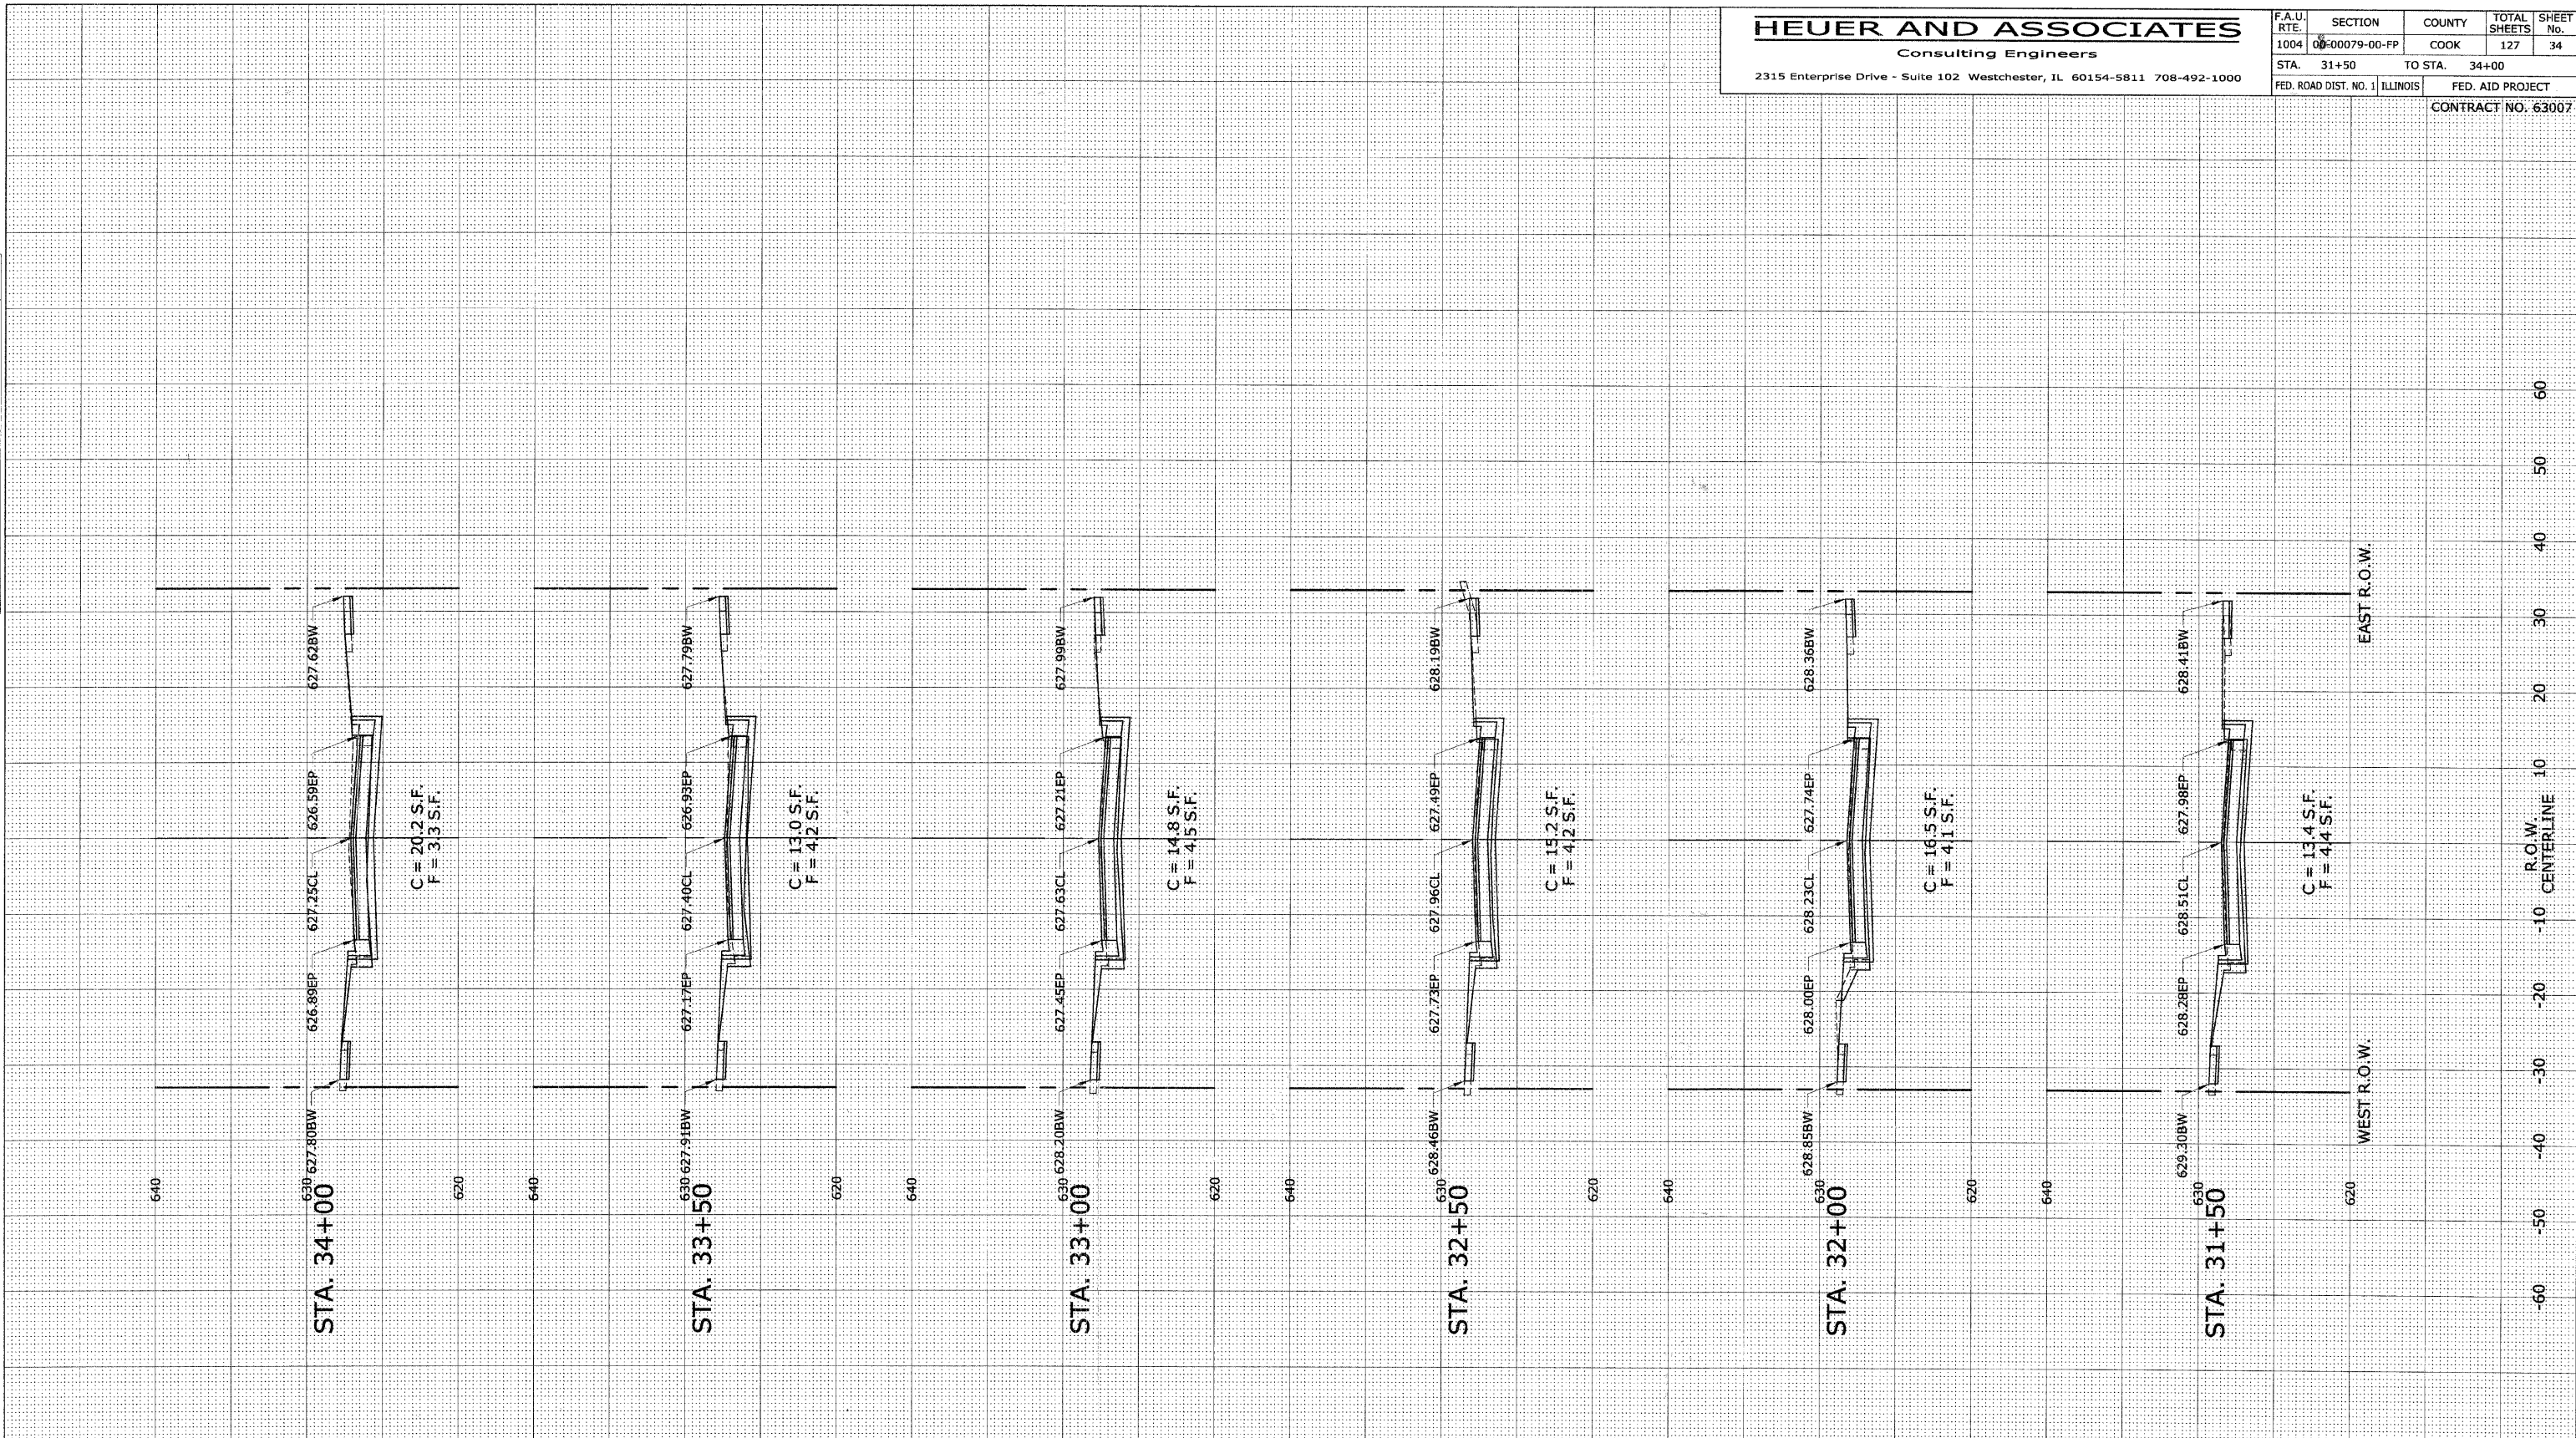 HEUER AND ASSOCIATES
Consulting Engineers
2315 Enterprise Drive - Suite 102 Westchester, IL 60154-5811 708-492-1000
F.A.U. RTE. SECTION COUNTY TOTAL SHEETS SHEET No.
1004 -00079-00-FP COOK 127 34
STA. 31+50 TO STA. 34+00
FED. ROAD DIST. NO. 1 ILLINOIS FED. AID PROJECT
CONTRACT NO. 63007
STA. 34+00
640
630
620
627.80BW
626.89EP
627.25CL
626.59EP
627.62BW
C = 20.2 S.F.
F = 3.3 S.F.
STA. 33+50
640
630
620
627.91BW
627.17EP
627.40CL
626.93EP
627.79BW
C = 13.0 S.F.
F = 4.2 S.F.
STA. 33+00
640
630
620
628.20BW
627.45EP
627.63CL
627.21EP
627.99BW
C = 14.8 S.F.
F = 4.5 S.F.
STA. 32+50
640
630
620
628.46BW
627.73EP
627.96CL
627.49EP
628.19BW
C = 15.2 S.F.
F = 4.2 S.F.
STA. 32+00
640
630
620
628.85BW
628.00EP
628.23CL
627.74EP
628.36BW
C = 16.5 S.F.
F = 4.1 S.F.
STA. 31+50
640
630
620
629.30BW
628.28EP
628.51CL
627.98EP
628.41BW
C = 13.4 S.F.
F = 4.4 S.F.
WEST R.O.W.
EAST R.O.W.
R.O.W.
CENTERLINE
-60 -50 -40 -30 -20 -10 10 20 30 40 50 60